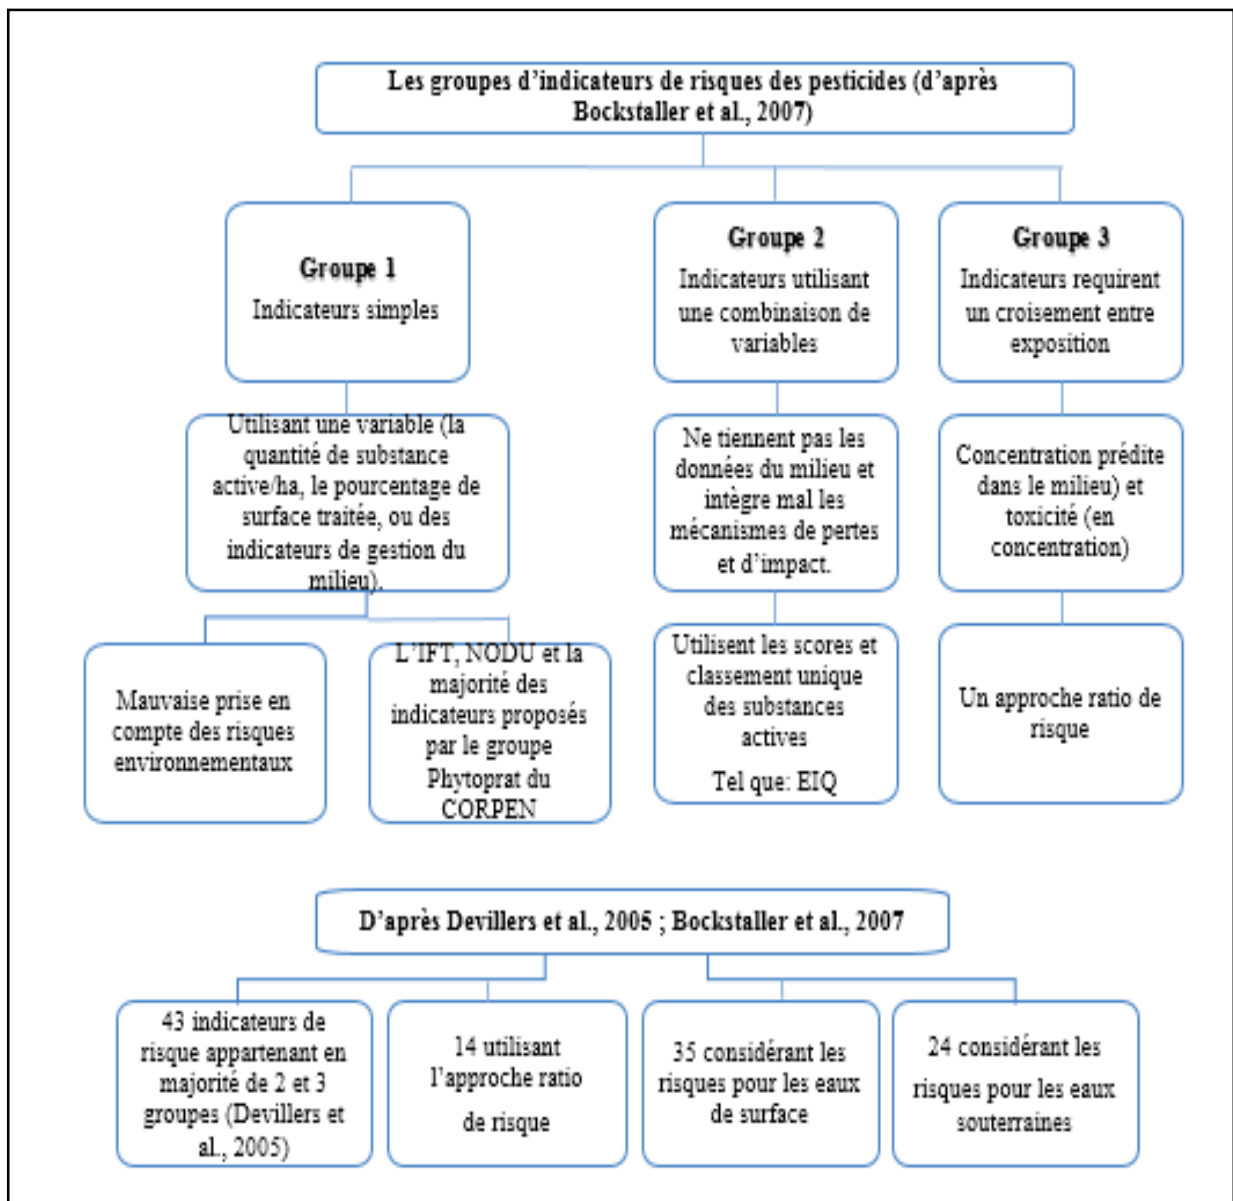 Les groupes d’indicateurs de risques des pesticides (d’après
Bockstaller et al., 2007)
Groupe 1
Indicateurs simples
Groupe 2
Indicateurs utilisant
une combinaison de
variables
Groupe 3
Indicateurs requirent
un croisement entre
exposition
Utilisant une variable (la
quantité de substance
active/ha, le pourcentage de
surface traitée, ou des
indicateurs de gestion du
milieu).
Ne tiennent pas les
données du milieu et
intègre mal les
mécanismes de pertes
et d’impact.
Concentration prédite
dans le milieu) et
toxicité (en
concentration)
Mauvaise prise en
compte des risques
environnementaux
L’IFT, NODU et la
majorité des
indicateurs proposés
par le groupe
Phytoprat du
CORPEN
Utilisent les scores et
classement unique
des substances
actives
Tel que: EIQ
Un approche ratio de
risque
D’après Devillers et al., 2005 ; Bockstaller et al., 2007
43 indicateurs de
risque appartenant en
majorité de 2 et 3
groupes (Devillers et
al., 2005)
14 utilisant
l’approche ratio
de risque
35 considérant les
risques pour les eaux
de surface
24 considérant les
risques pour les eaux
souterraines